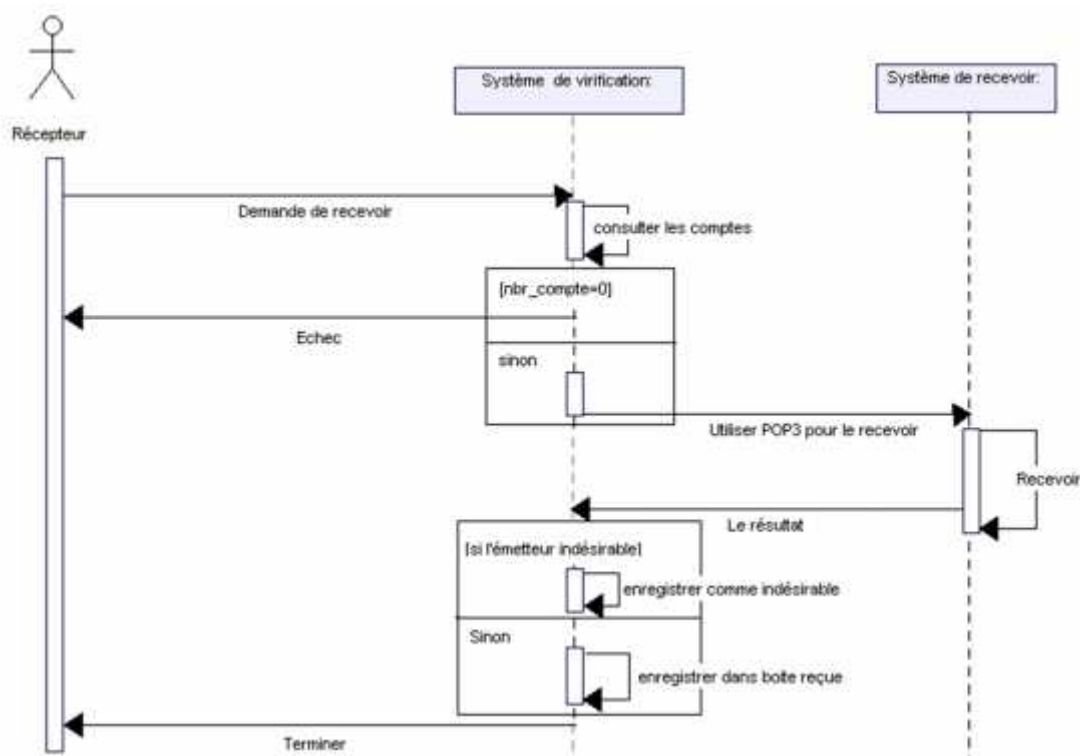 Système de virification:
Système de recevoir:
Récepteur
Demande de recevoir
consulter les comptes
[nbr_compte=0]
Echec
sinon
Utiliser POP3 pour le recevoir
Recevoir
Le résultat
[si l'émetteur indésirable]
enregistrer comme indésirable
Sinon
enregistrer dans boite reçue
Terminer